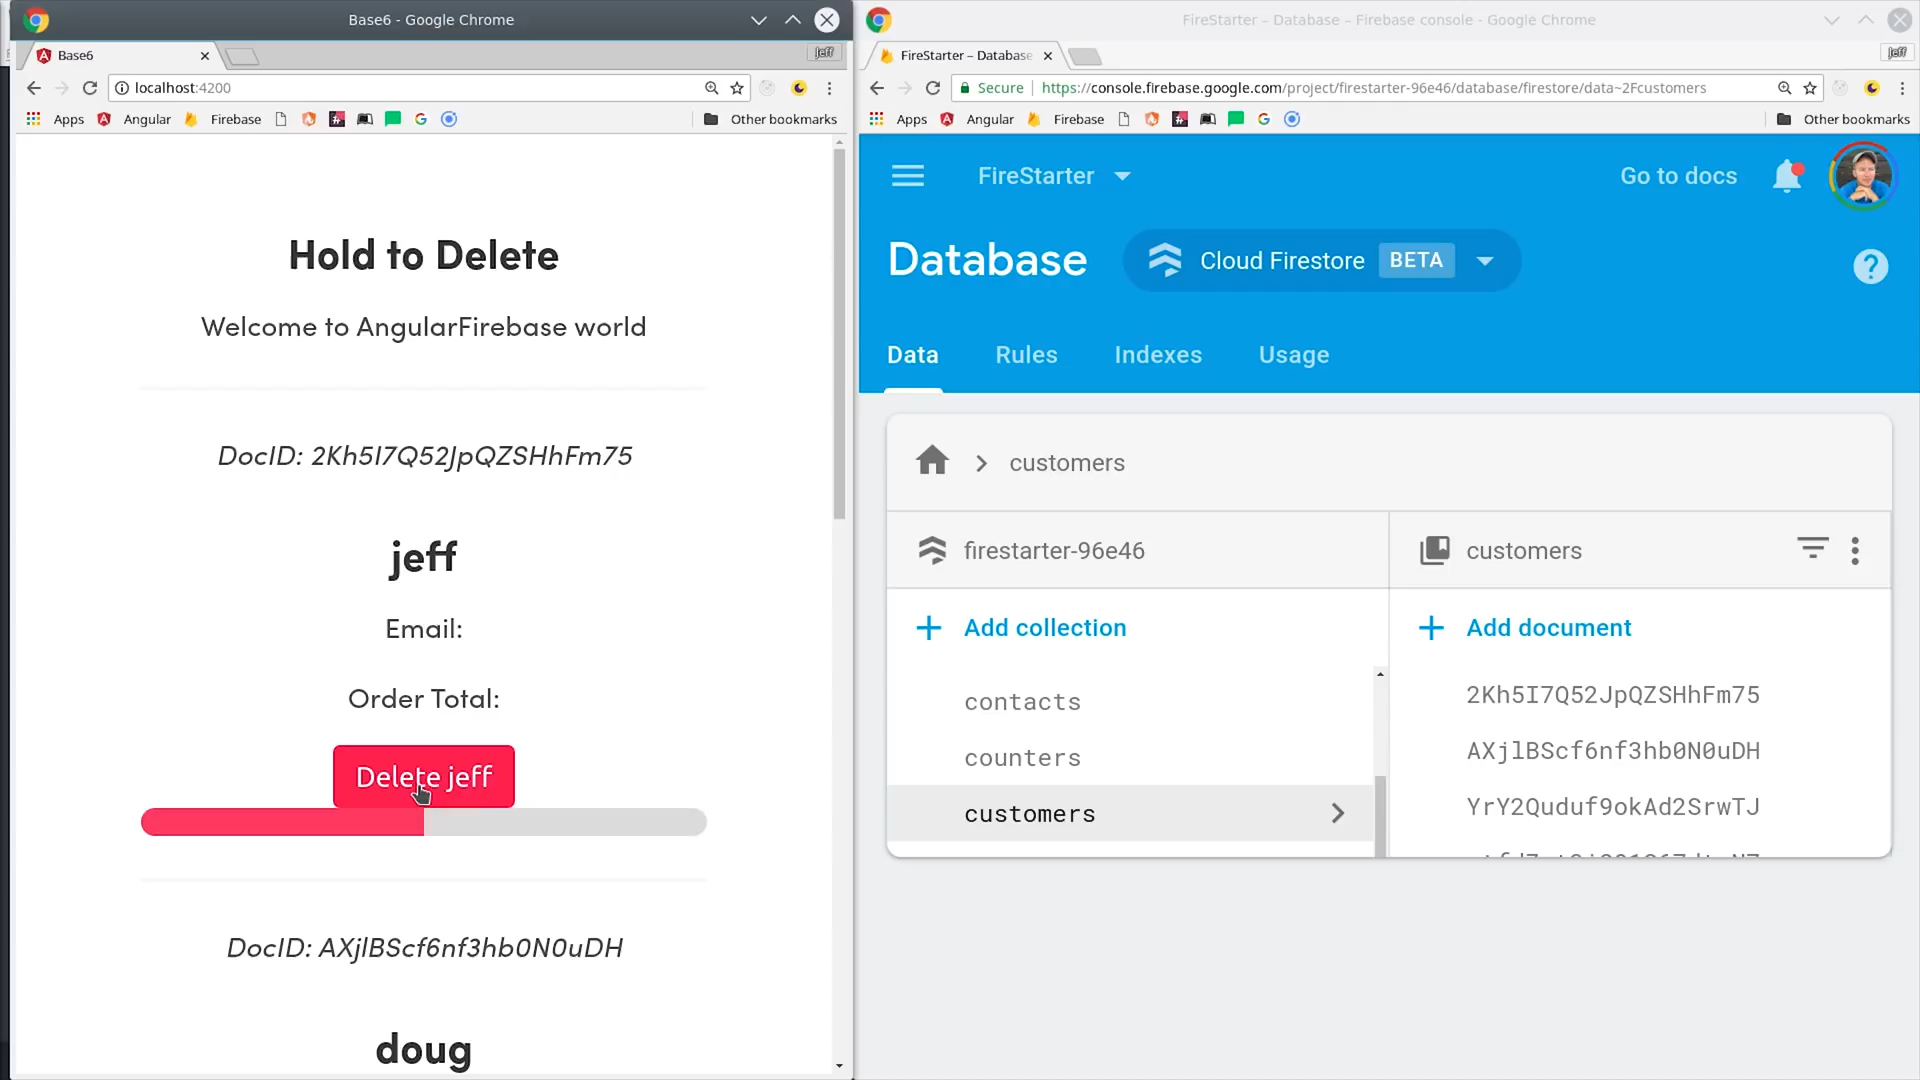 Base6 - Google Chrome
Base6
Jeff
localhost:4200
Apps Angular Firebase Other bookmarks
Hold to Delete
Welcome to AngularFirebase world
DocID: 2Kh5I7Q52JpQZSHhFm75
jeff
Email:
Order Total:
Delete jeff
DocID: AXjlBScf6nf3hb0N0uDH
doug
FireStarter – Database – Firebase console - Google Chrome
FireStarter – Database
Jeff
Secure https://console.firebase.google.com/project/firestarter-96e46/database/firestore/data~2Fcustomers
Apps Angular Firebase Other bookmarks
FireStarter Go to docs
Database Cloud Firestore BETA
Data Rules Indexes Usage
customers
firestarter-96e46
Add collection
contacts
counters
customers
customers
Add document
2Kh5I7Q52JpQZSHhFm75
AXjlBScf6nf3hb0N0uDH
YrY2Quduf9okAd2SrwTJ